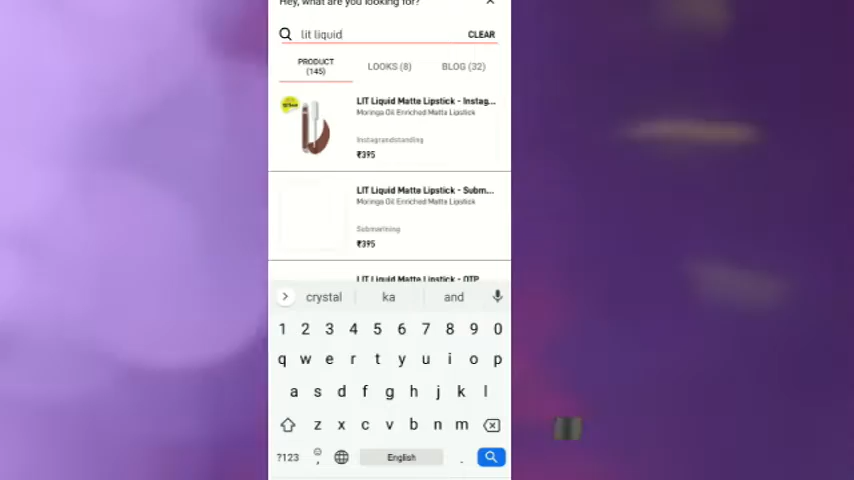 Hey, what are you looking for?
lit liquid
CLEAR
PRODUCT
(145)
LOOKS (8)
BLOG (32)
LIT Liquid Matte Lipstick - Instag...
Moringa Oil Enriched Matte Lipstick
Instagrandstanding
₹395
LIT Liquid Matte Lipstick - Subm...
Moringa Oil Enriched Matte Lipstick
Submarining
₹395
LIT Liquid Matte Lipstick - OTP
crystal ka and
1 2 3 4 5 6 7 8 9 0
q w e r t y u i o p
a s d f g h j k l
z x c v b n m
?123 , English .